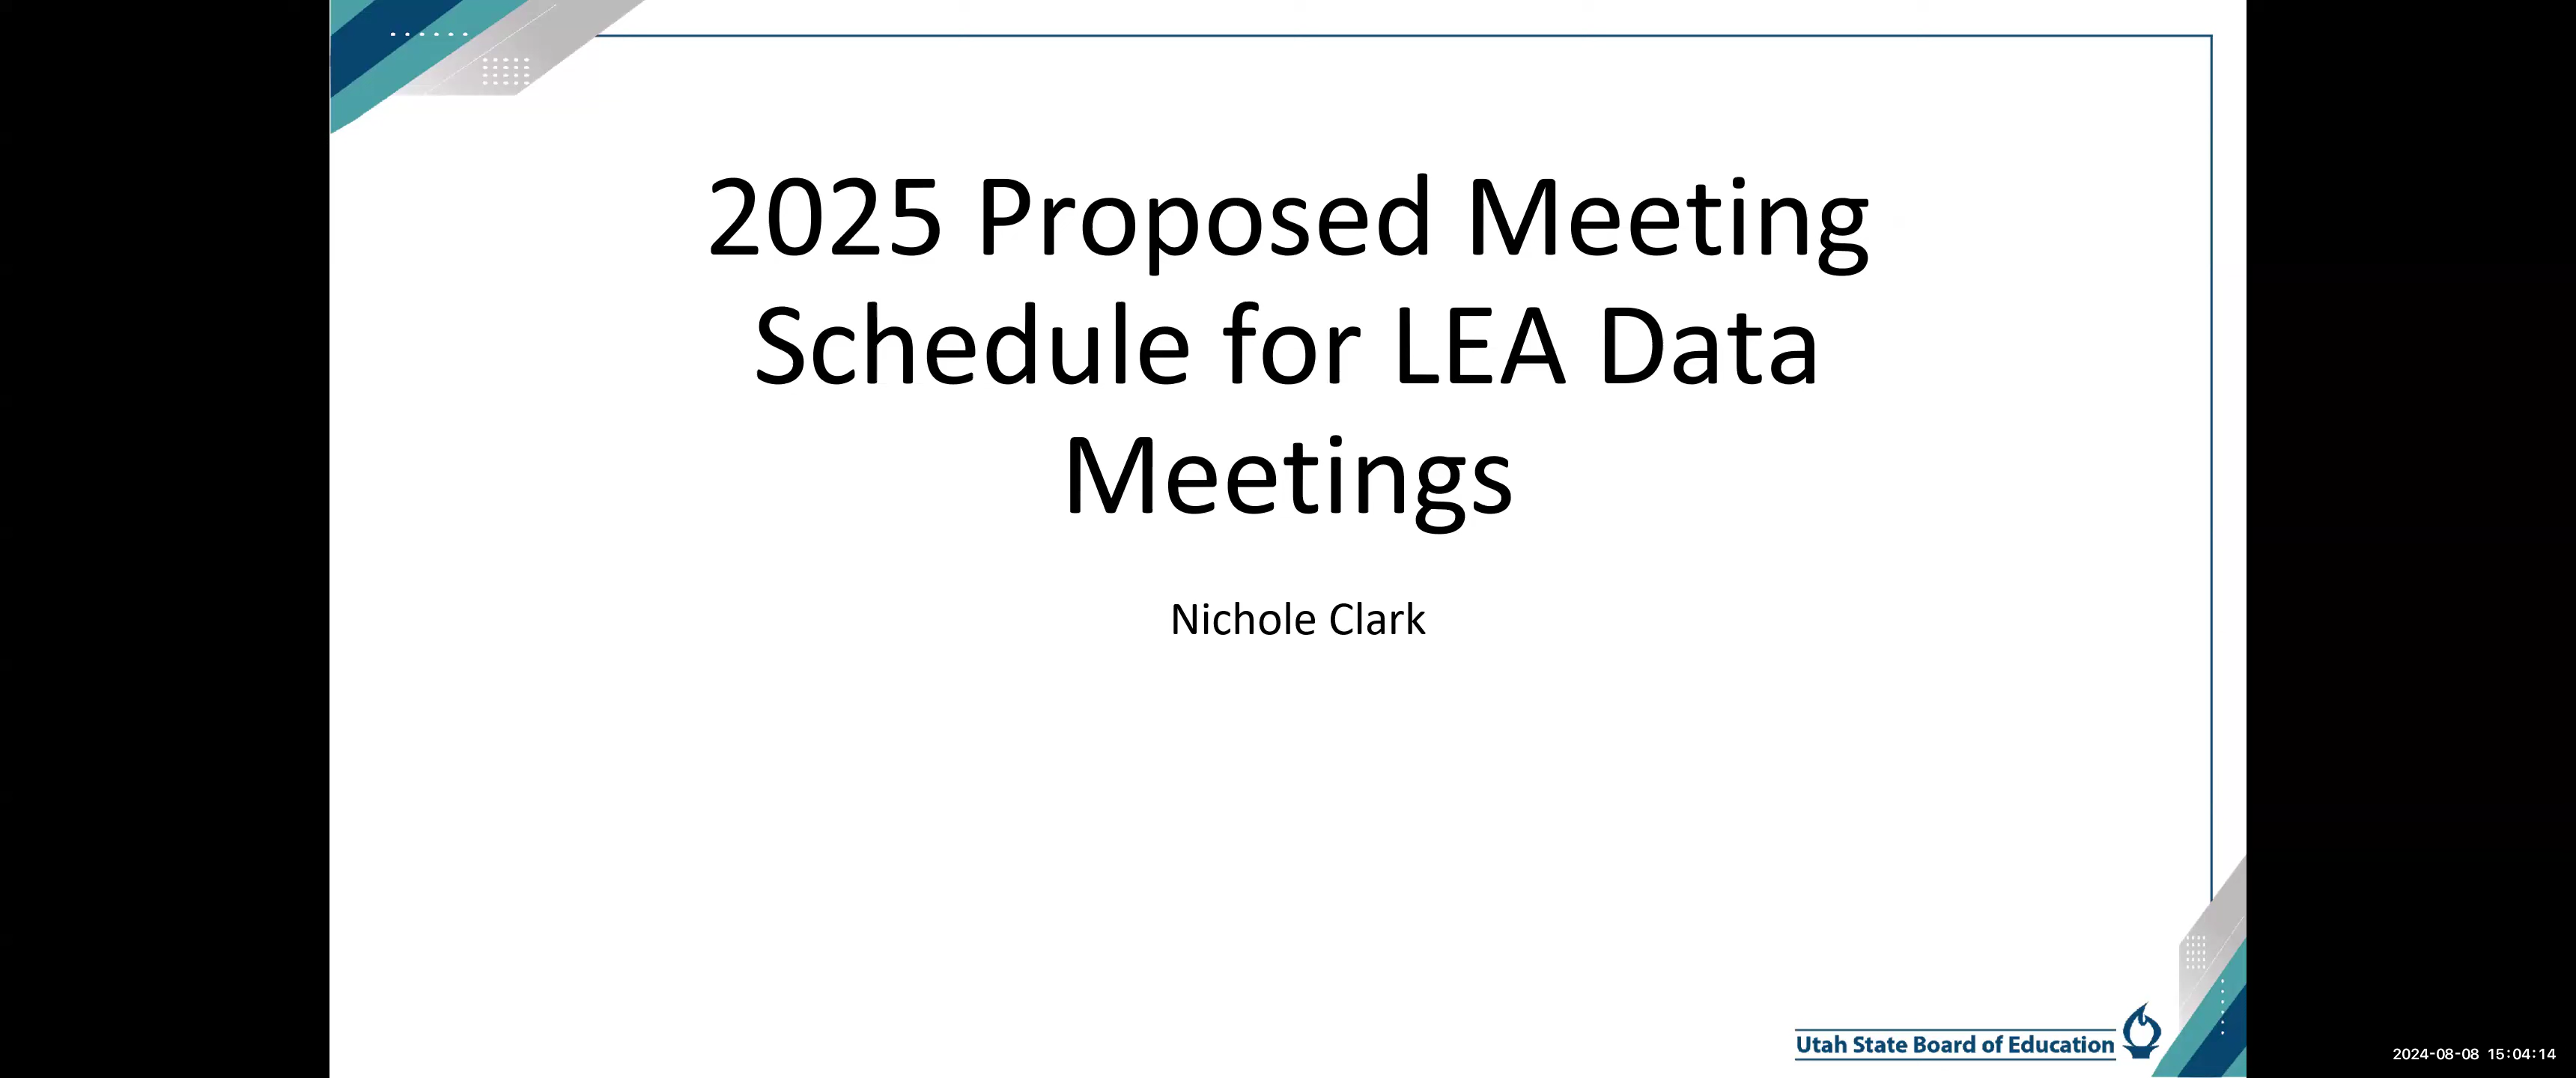 2025 Proposed Meeting
Schedule for LEA Data
Meetings
Nichole Clark
Utah State Board of Education
2024-08-08 15:04:14